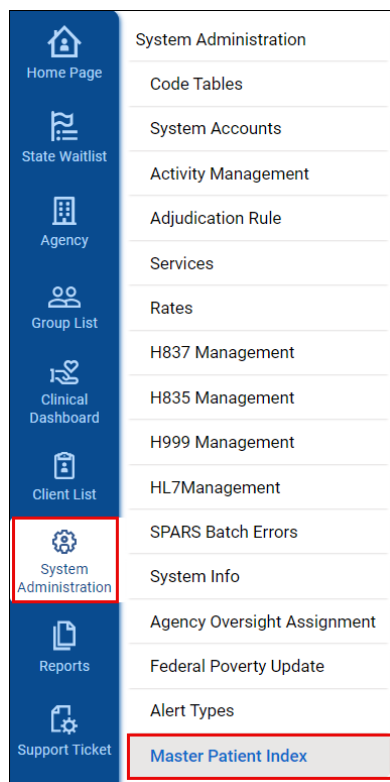 Home Page
State Waitlist
Agency
Group List
Clinical
Dashboard
Client List
System
Administration
Reports
Support Ticket
System Administration
Code Tables
System Accounts
Activity Management
Adjudication Rule
Services
Rates
H837 Management
H835 Management
H999 Management
HL7Management
SPARS Batch Errors
System Info
Agency Oversight Assignment
Federal Poverty Update
Alert Types
Master Patient Index